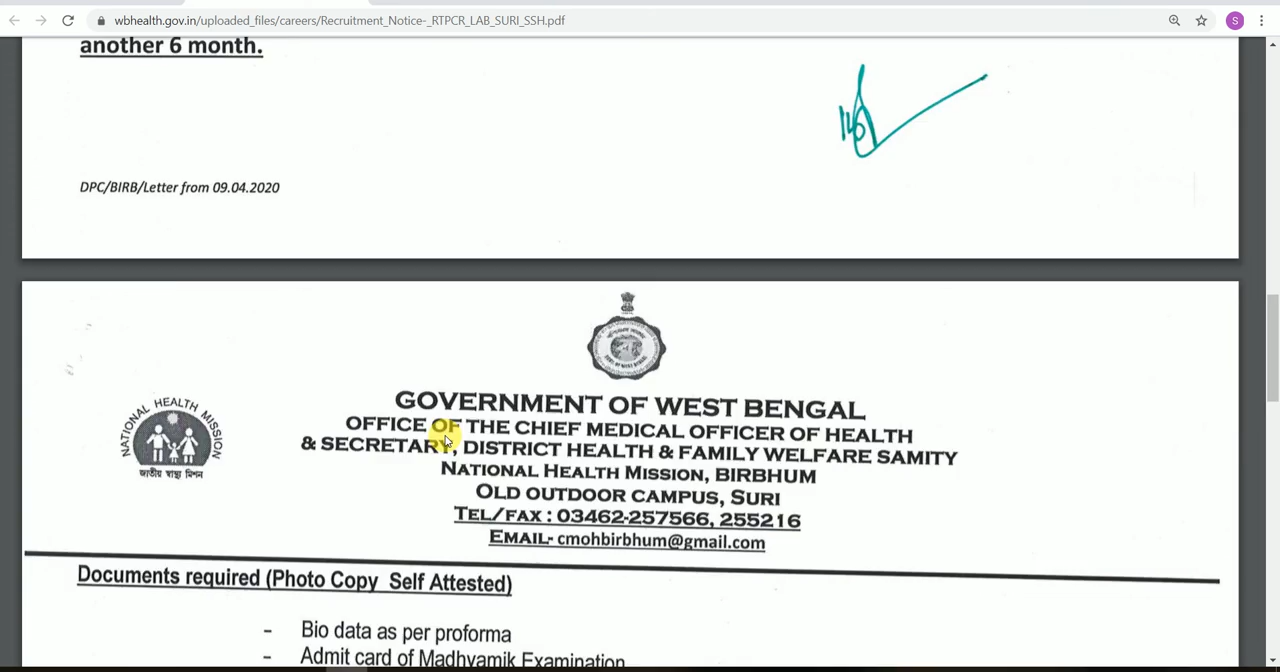 wbhealth.gov.in/uploaded_files/careers/Recruitment_Notice-_RTPCR_LAB_SURI_SSH.pdf
S
another 6 month.
DPC/BIRB/Letter from 09.04.2020
NATIONAL HEALTH MISSION
জাতীয় স্বাস্থ্য মিশন
GOVERNMENT OF WEST BENGAL
OFFICE OF THE CHIEF MEDICAL OFFICER OF HEALTH
& SECRETARY, DISTRICT HEALTH & FAMILY WELFARE SAMITY
NATIONAL HEALTH MISSION, BIRBHUM
OLD OUTDOOR CAMPUS, SURI
TEL/FAX : 03462-257566, 255216
EMAIL- cmohbirbhum@gmail.com
Documents required (Photo Copy Self Attested)
- Bio data as per proforma
- Admit card of Madhyamik Examination